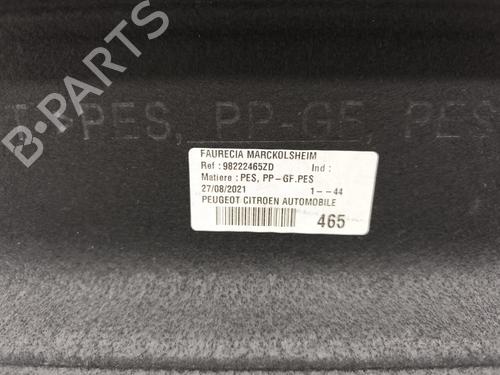 PES, PP-GF, PES
FAURECIA MARCKOLSHEIM
Ref :98222465ZD Ind :
Matiere : PES, PP-GF.PES
27/08/2021 1--44
PEUGEOT CITROEN AUTOMOBILE
465